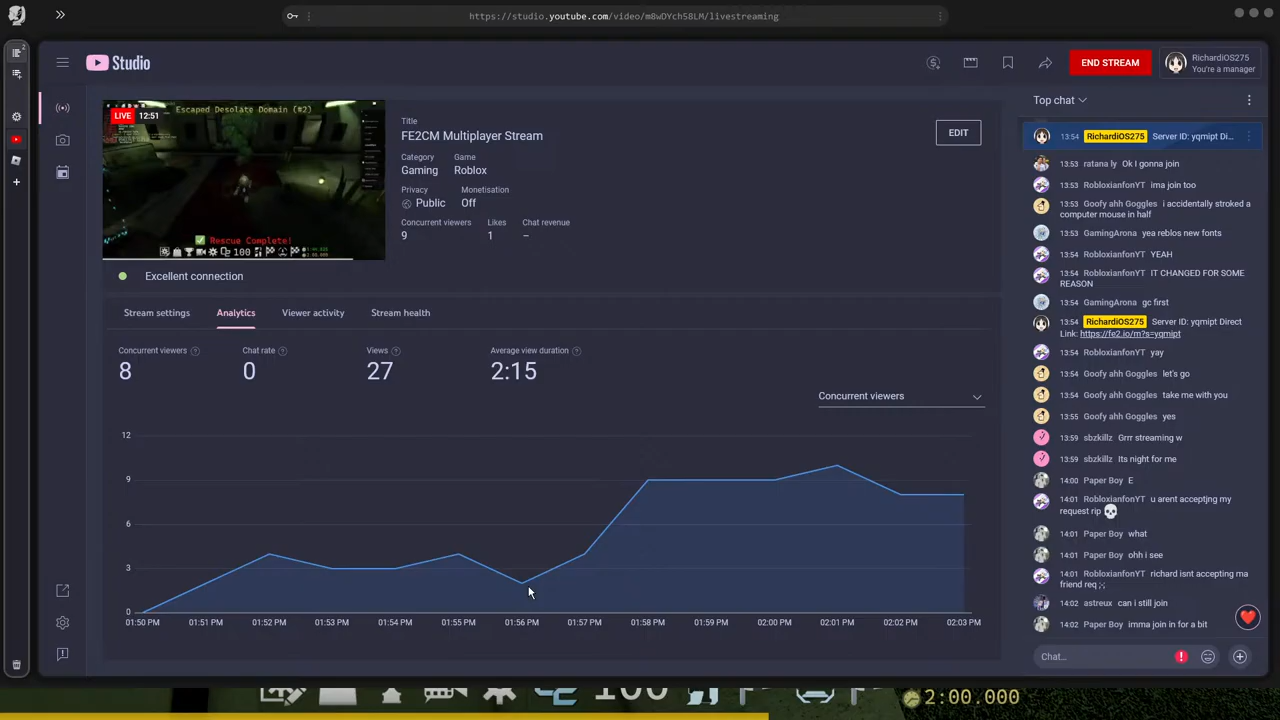 https://studio.youtube.com/video/m8wDYch58LM/livestreaming
2
Studio
END STREAM
RichardiOS275
You're a manager
LIVE 12:51
Escaped Desolate Domain (#2)
Rescue Complete!
100
Excellent connection
Title
FE2CM Multiplayer Stream
Category
Game
Gaming
Roblox
Privacy
Monetisation
Public
Off
Concurrent viewers
Likes
Chat revenue
9
1
–
EDIT
Stream settings
Analytics
Viewer activity
Stream health
Concurrent viewers
Chat rate
Views
Average view duration
8
0
27
2:15
Concurrent viewers
12
9
6
3
0
01:50 PM
01:51 PM
01:52 PM
01:53 PM
01:54 PM
01:55 PM
01:56 PM
01:57 PM
01:58 PM
01:59 PM
02:00 PM
02:01 PM
02:02 PM
02:03 PM
Top chat
13:54 RichardiOS275 Server ID: yqmipt Di...
13:53 ratana ly Ok I gonna join
13:53 RobloxianfonYT ima join too
13:53 Goofy ahh Goggles i accidentally stroked a
computer mouse in half
13:53 GamingArona yea reblos new fonts
13:54 RobloxianfonYT YEAH
13:54 RobloxianfonYT IT CHANGED FOR SOME
REASON
13:54 GamingArona gc first
13:54 RichardiOS275 Server ID: yqmipt Direct
Link: https://fe2.io/m?s=yqmipt
13:54 RobloxianfonYT yay
13:54 Goofy ahh Goggles let's go
13:54 Goofy ahh Goggles take me with you
13:55 Goofy ahh Goggles yes
13:59 sbzkillz Grrr streaming w
13:59 sbzkillz Its night for me
14:00 Paper Boy E
14:01 RobloxianfonYT u arent acceptjng my
request rip 💀
14:01 Paper Boy what
14:01 Paper Boy ohh i see
14:01 RobloxianfonYT richard isnt accepting ma
friend req ;;
14:02 astreux can i still join
14:02 Paper Boy imma join in for a bit
Chat...
100
2:00.000